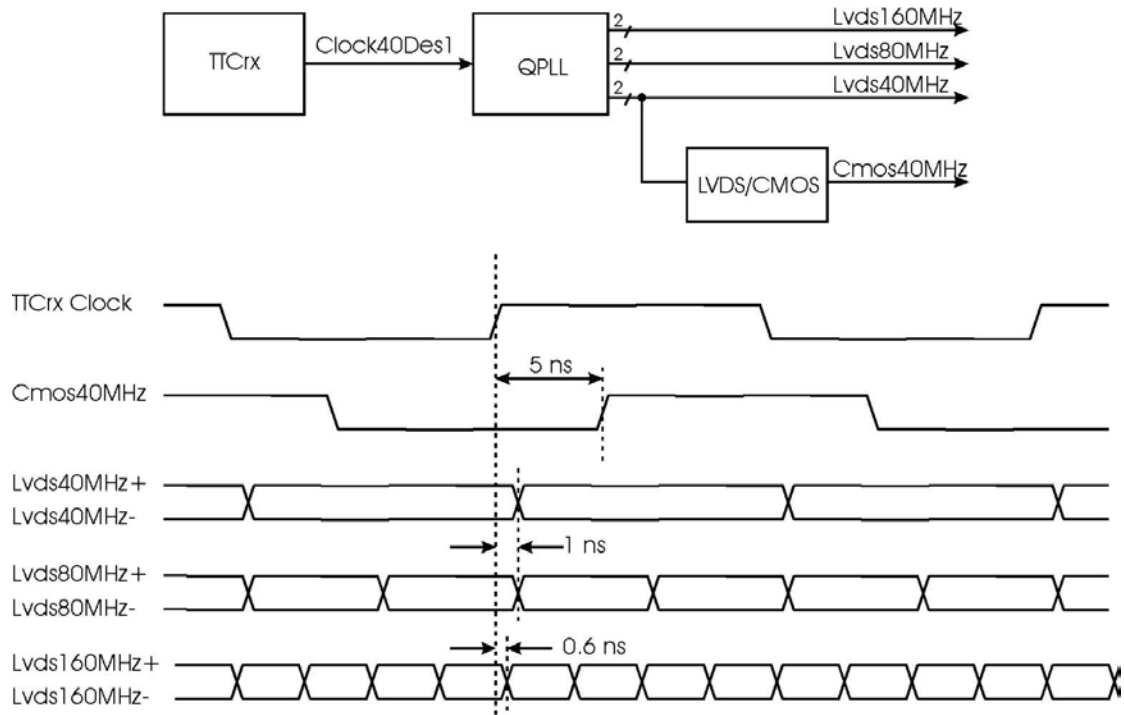 TTCrx
Clock40Des1
QPLL
2
Lvds160MHz
2
Lvds80MHz
2
Lvds40MHz
LVDS/CMOS
Cmos40MHz
TTCrx Clock
5 ns
Cmos40MHz
Lvds40MHz+
Lvds40MHz-
1 ns
Lvds80MHz+
Lvds80MHz-
0.6 ns
Lvds160MHz+
Lvds160MHz-